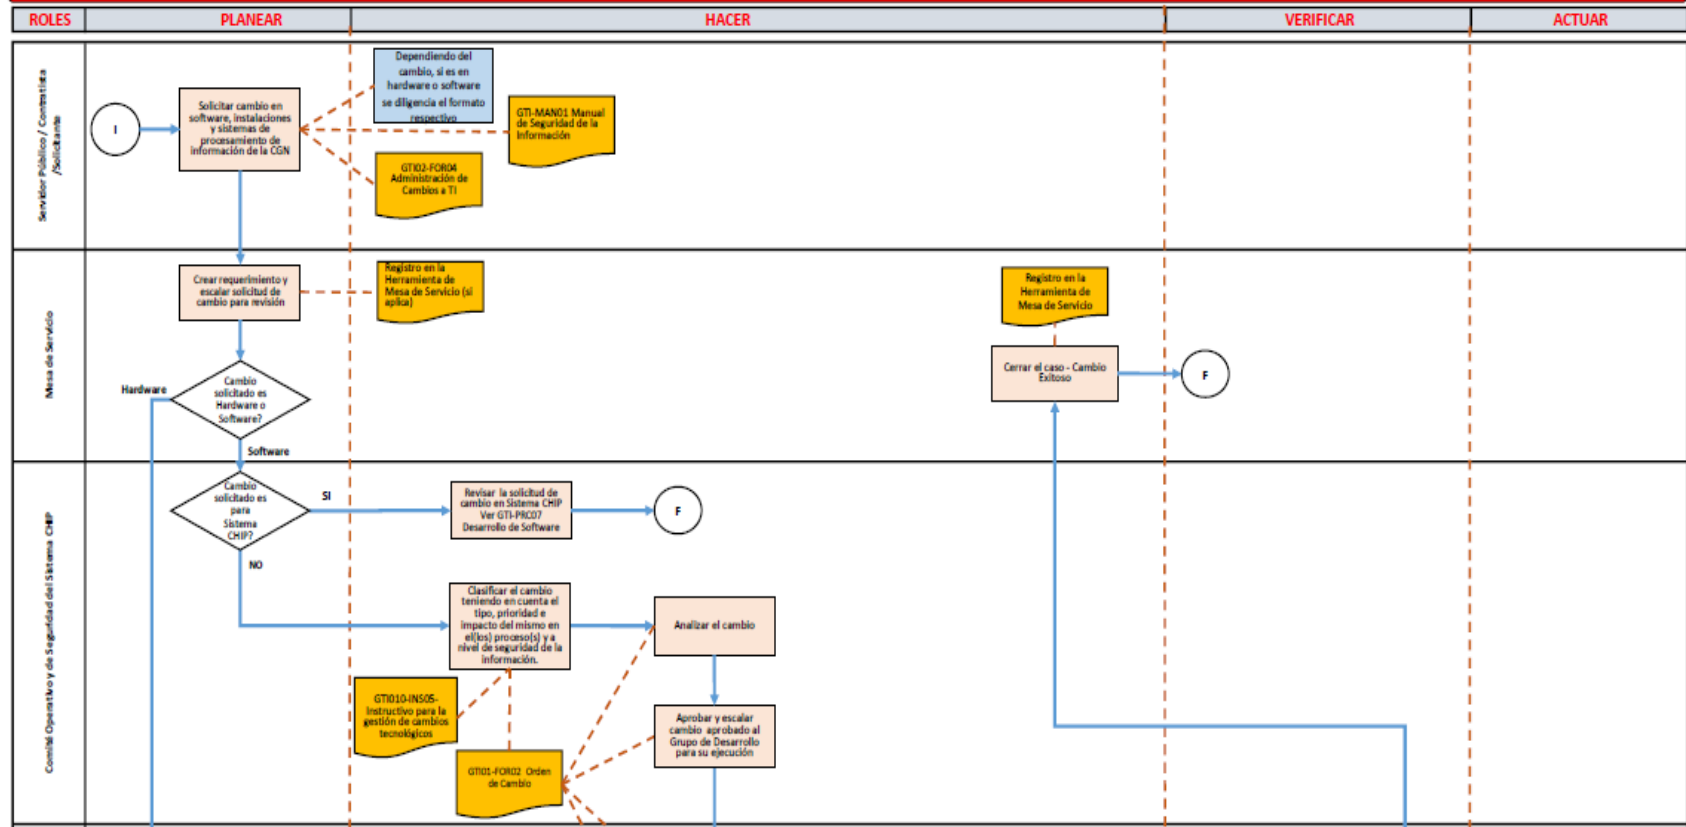 ROLES
PLANEAR
HACER
VERIFICAR
ACTUAR
Servidor Público / Contratista
/Solicitante
I
Solicitar cambio en
software, instalaciones
y sistemas de
procesamiento de
información de la CGN
Dependiendo del
cambio, si es en
hardware o software
se diligencia el formato
respectivo
GTI-MAN01 Manual
de Seguridad de la
Información
GTI02-FOR04
Administración de
Cambios a TI
Mesa de Servicio
Crear requerimiento y
escalar solicitud de
cambio para revisión
Registro en la
Herramienta de
Mesa de Servicio (si
aplica)
Registro en la
Herramienta de
Mesa de Servicio
Cerrar el caso - Cambio
Exitoso
F
Hardware
Cambio
solicitado es
Hardware o
Software?
Software
Comité Operativo y de Seguridad del Sistema CHIP
Cambio
solicitado es
para
Sistema
CHIP?
SI
Revisar la solicitud de
cambio en Sistema CHIP
Ver GTI-PRC07
Desarrollo de Software
F
NO
Clasificar el cambio
teniendo en cuenta el
tipo, prioridad e
impacto del mismo en
el(los) proceso(s) y a
nivel de seguridad de la
información.
Analizar el cambio
GTI010-INS05-
Instructivo para la
gestión de cambios
tecnológicos
Aprobar y escalar
cambio aprobado al
Grupo de Desarrollo
para su ejecución
GTI01-FOR02 Orden
de Cambio